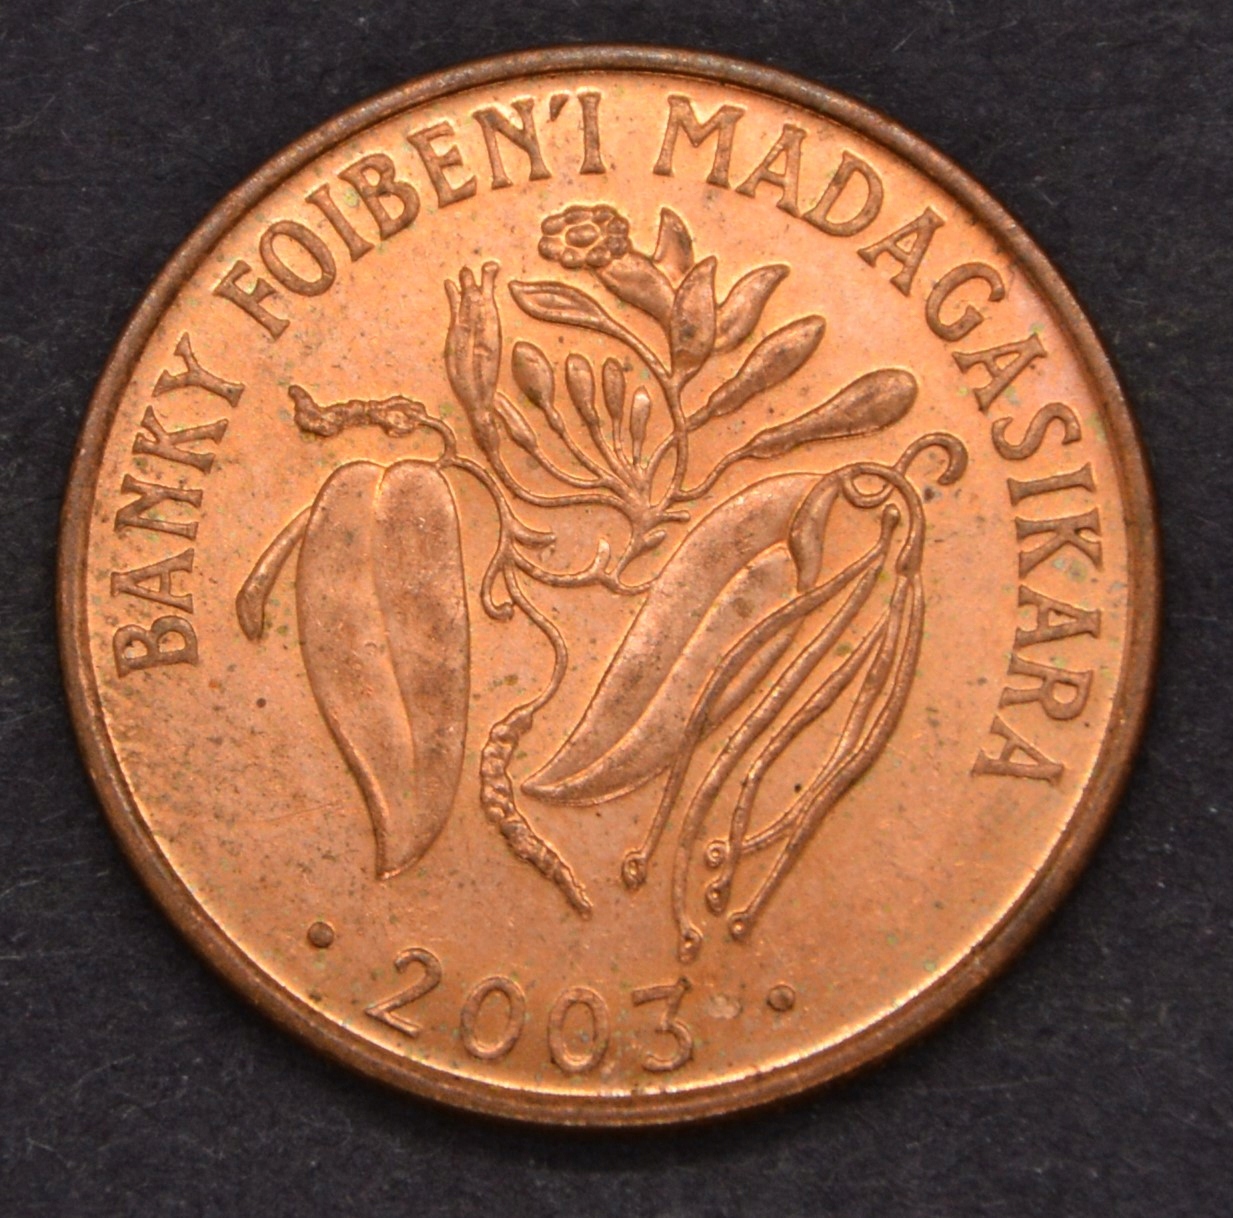 BANKY FOIBEN'I MADAGASIKARA
• 2003 •